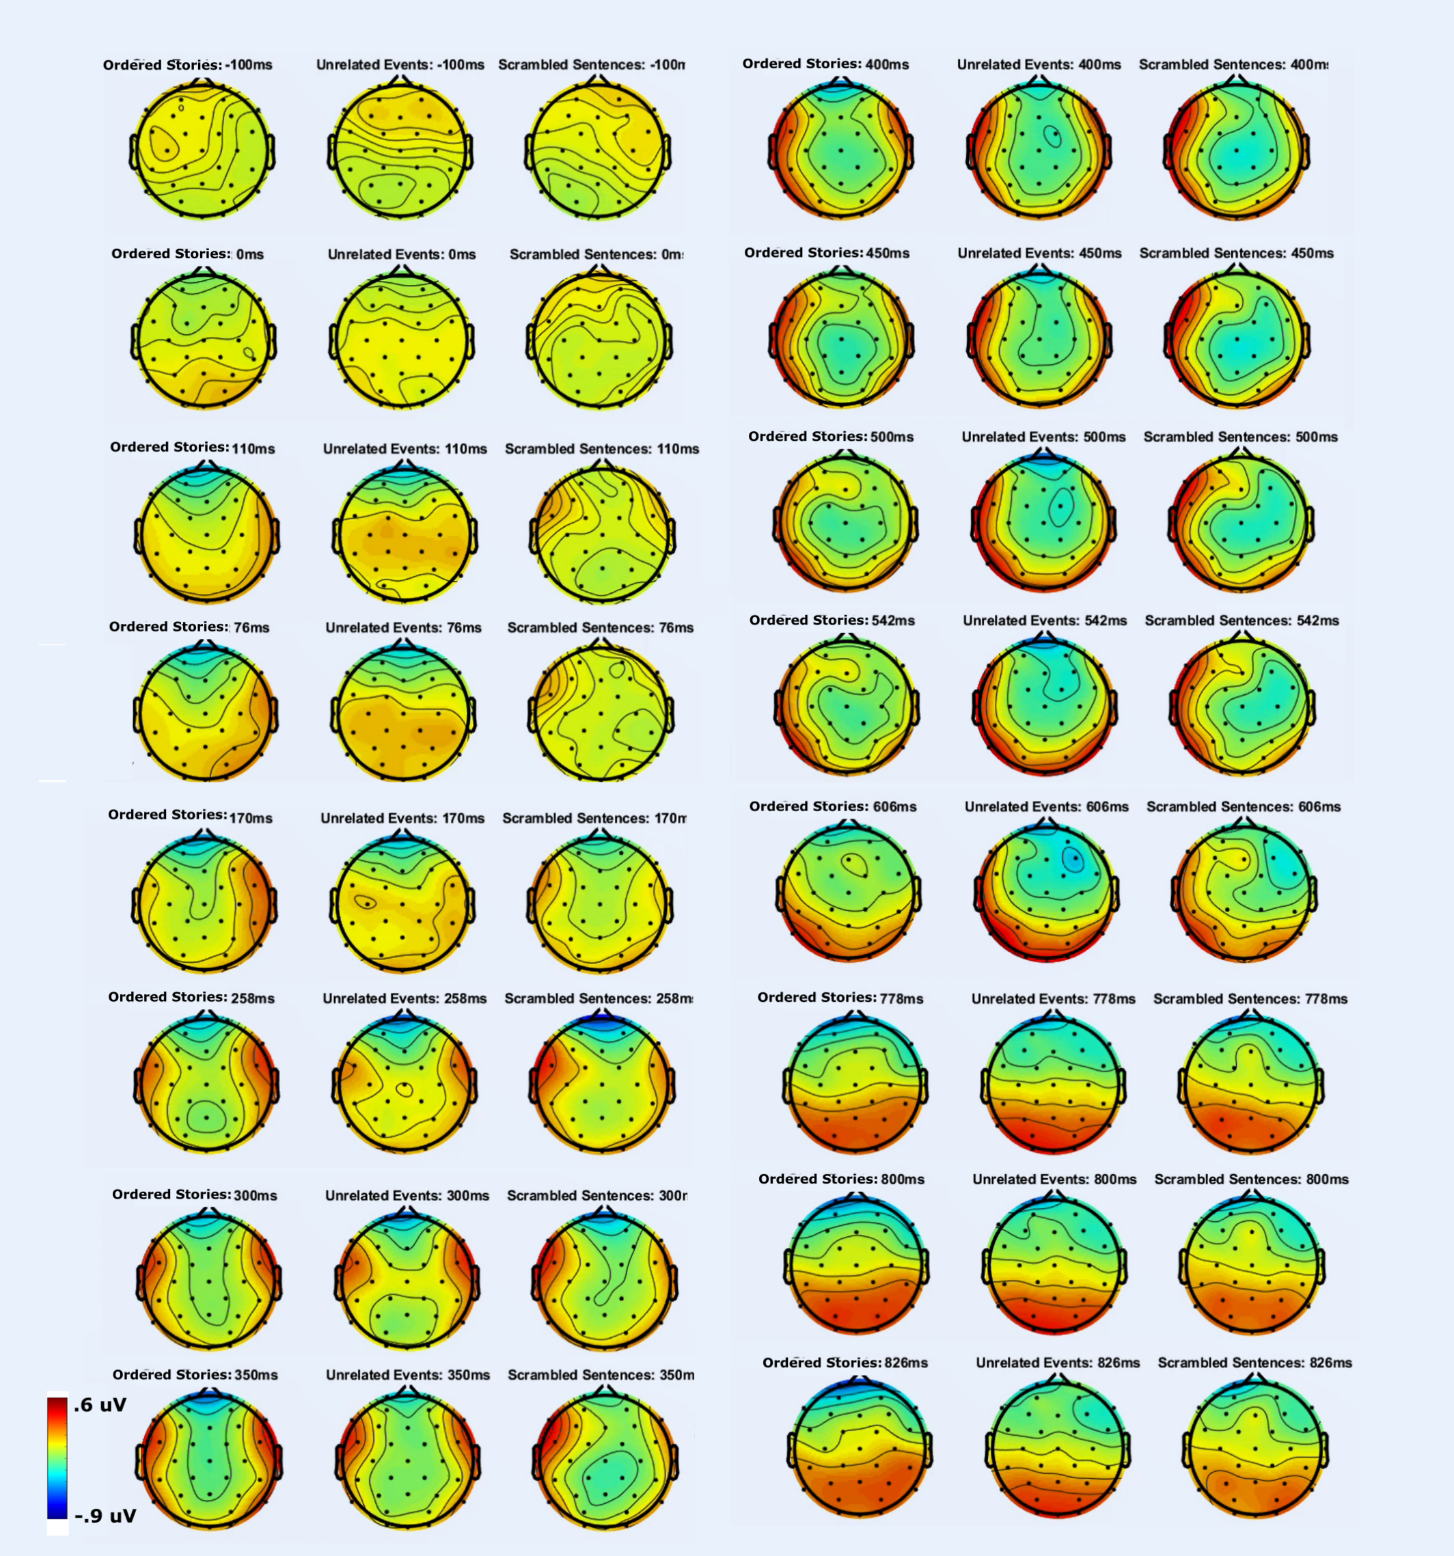 Ordered Stories: -100ms Unrelated Events: -100ms Scrambled Sentences: -100m
Ordered Stories: 0ms Unrelated Events: 0ms Scrambled Sentences: 0ms
Ordered Stories: 110ms Unrelated Events: 110ms Scrambled Sentences: 110ms
Ordered Stories: 76ms Unrelated Events: 76ms Scrambled Sentences: 76ms
Ordered Stories: 170ms Unrelated Events: 170ms Scrambled Sentences: 170m
Ordered Stories: 258ms Unrelated Events: 258ms Scrambled Sentences: 258ms
Ordered Stories: 300ms Unrelated Events: 300ms Scrambled Sentences: 300m
Ordered Stories: 350ms Unrelated Events: 350ms Scrambled Sentences: 350m
.6 uV
-.9 uV
Ordered Stories: 400ms Unrelated Events: 400ms Scrambled Sentences: 400ms
Ordered Stories: 450ms Unrelated Events: 450ms Scrambled Sentences: 450ms
Ordered Stories: 500ms Unrelated Events: 500ms Scrambled Sentences: 500ms
Ordered Stories: 542ms Unrelated Events: 542ms Scrambled Sentences: 542ms
Ordered Stories: 606ms Unrelated Events: 606ms Scrambled Sentences: 606ms
Ordered Stories: 778ms Unrelated Events: 778ms Scrambled Sentences: 778ms
Ordered Stories: 800ms Unrelated Events: 800ms Scrambled Sentences: 800ms
Ordered Stories: 826ms Unrelated Events: 826ms Scrambled Sentences: 826ms